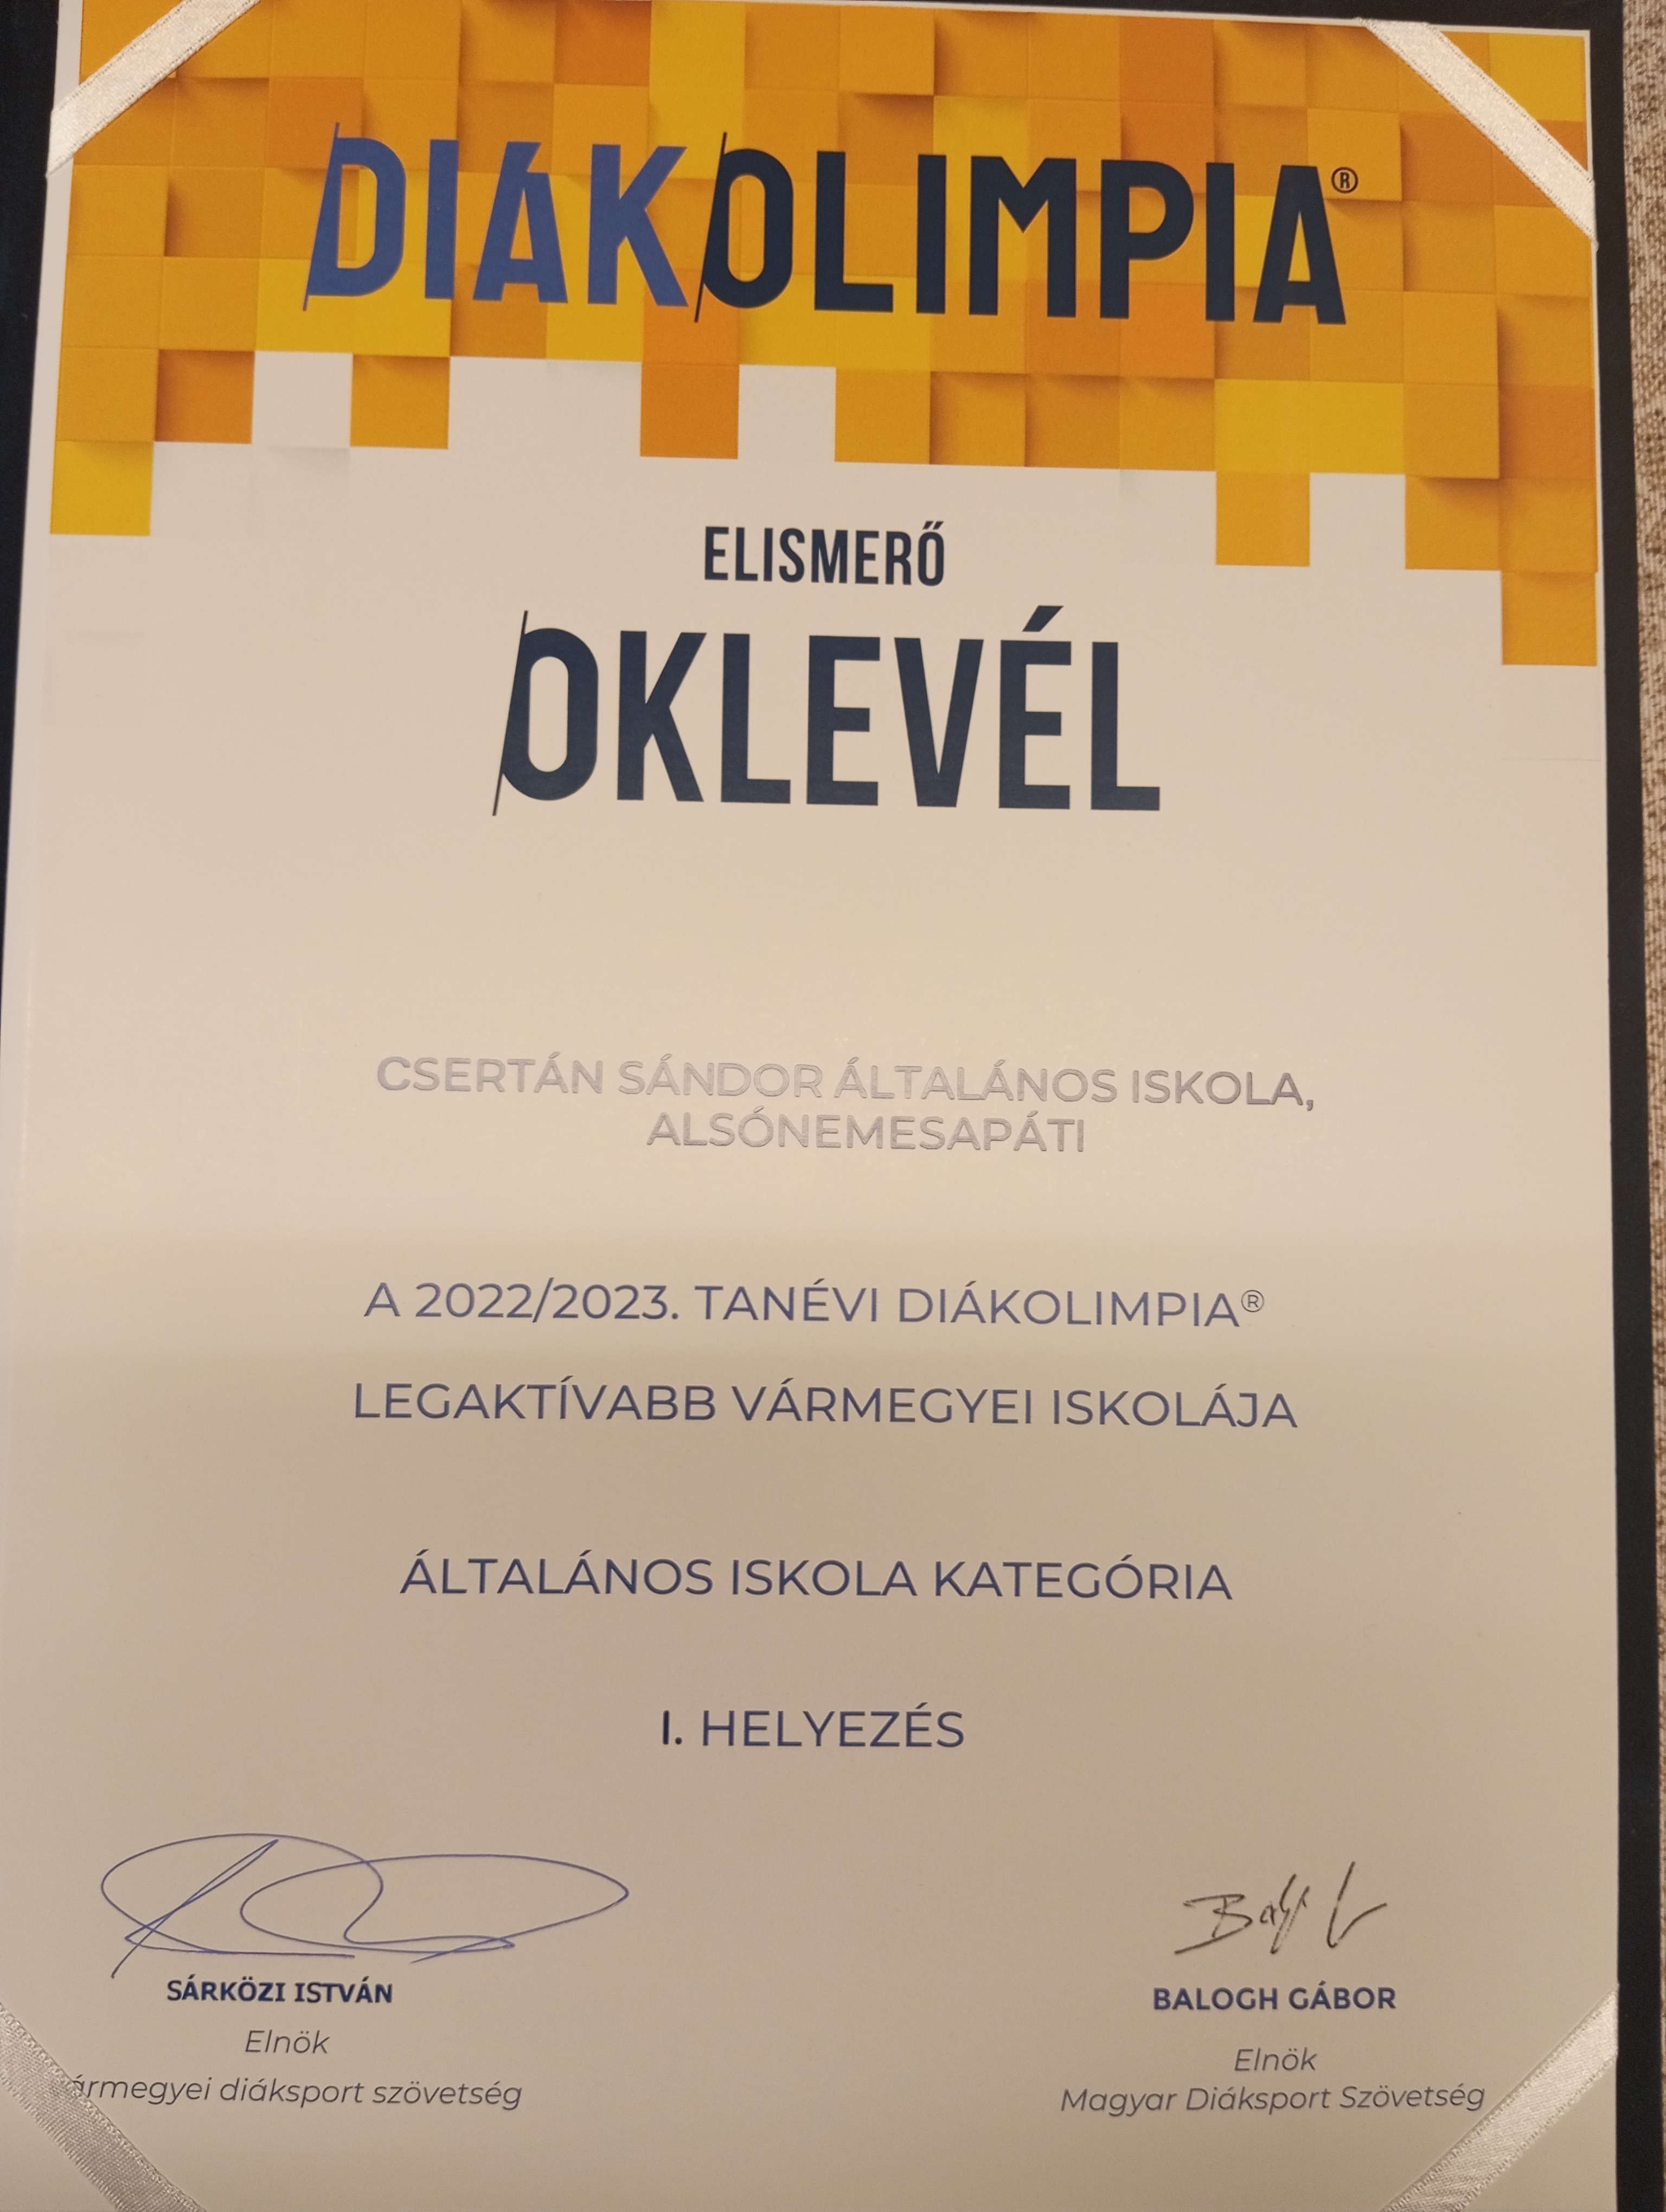 DIÁKOLIMPIA®
ELISMERŐ
OKLEVÉL
CSERTÁN SÁNDOR ÁLTALÁNOS ISKOLA,
ALSÓNEMESAPÁTI
A 2022/2023. TANÉVI DIÁKOLIMPIA®
LEGAKTÍVABB VÁRMEGYEI ISKOLÁJA
ÁLTALÁNOS ISKOLA KATEGÓRIA
I. HELYEZÉS
SÁRKÖZI ISTVÁN
Elnök
ármegyei diáksport szövetség
BALOGH GÁBOR
Elnök
Magyar Diáksport Szövetség